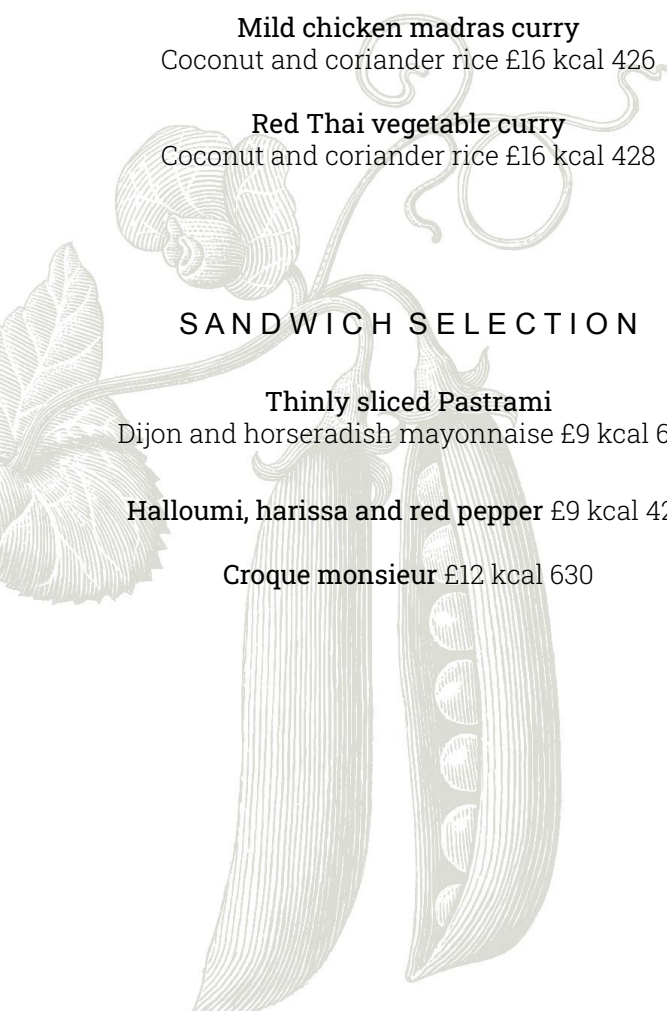 Mild chicken madras curry
Coconut and coriander rice £16 kcal 426
Red Thai vegetable curry
Coconut and coriander rice £16 kcal 428
SANDWICH SELECTION
Thinly sliced Pastrami
Dijon and horseradish mayonnaise £9 kcal
Halloumi, harissa and red pepper £9 kcal
Croque monsieur £12 kcal 630